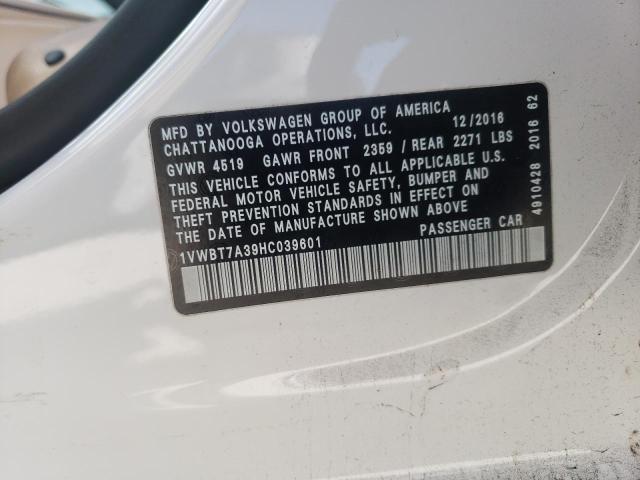 MFD BY VOLKSWAGEN GROUP OF AMERICA
CHATTANOOGA OPERATIONS, LLC. 12/2016
GVWR 4519 GAWR FRONT 2359 / REAR 2271 LBS
THIS VEHICLE CONFORMS TO ALL APPLICABLE U.S.
FEDERAL MOTOR VEHICLE SAFETY, BUMPER AND
THEFT PREVENTION STANDARDS IN EFFECT ON
THE DATE OF MANUFACTURE SHOWN ABOVE
1VWBT7A39HC039601 PASSENGER CAR
4910428 2016 62